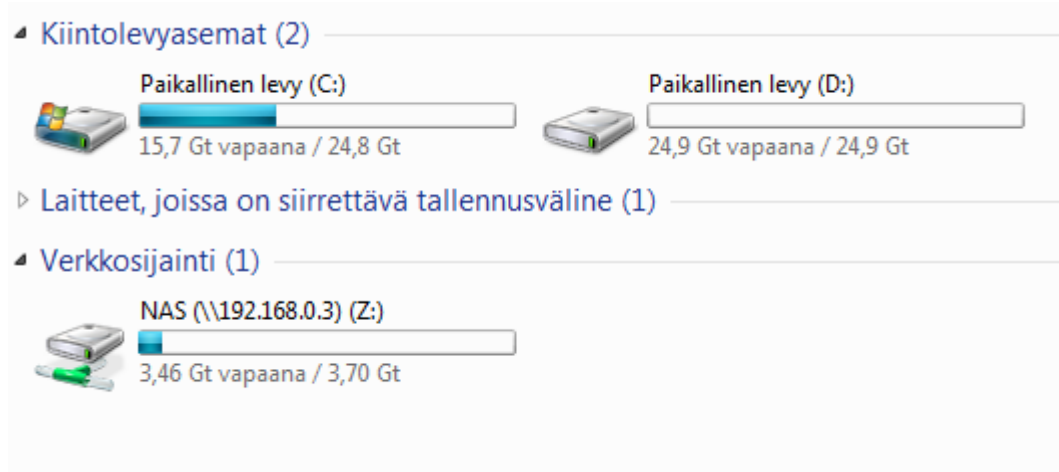 Kiintolevyasemat (2)
Paikallinen levy (C:)
15,7 Gt vapaana / 24,8 Gt
Paikallinen levy (D:)
24,9 Gt vapaana / 24,9 Gt
Laitteet, joissa on siirrettävä tallennusväline (1)
Verkkosijainti (1)
NAS (\\192.168.0.3) (Z:)
3,46 Gt vapaana / 3,70 Gt